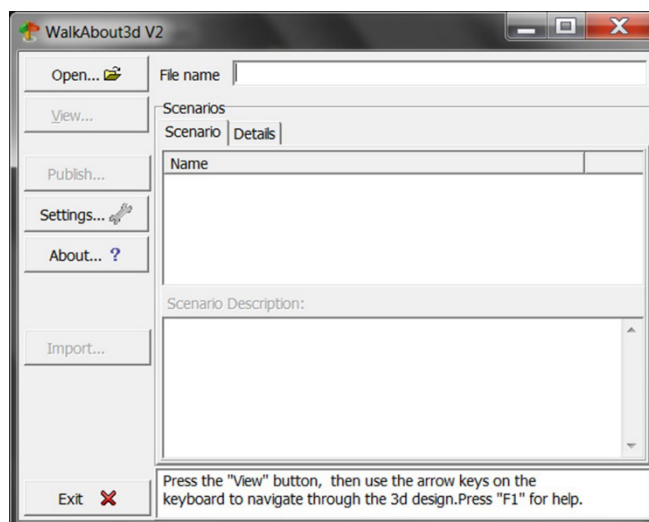 WalkAbout3d V2
Open...
File name
View...
Scenarios
Scenario Details
Name
Publish...
Settings...
About... ?
Scenario Description:
Import...
Press the "View" button, then use the arrow keys on the
keyboard to navigate through the 3d design.Press "F1" for help.
Exit